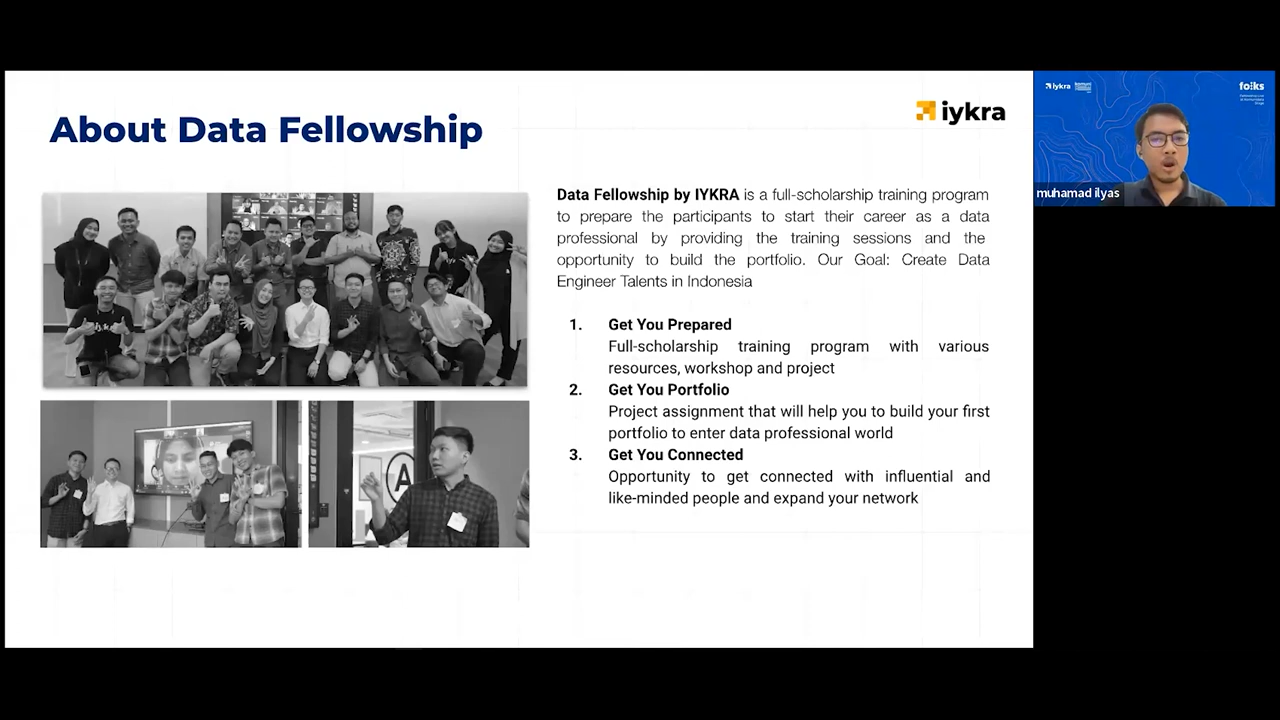 About Data Fellowship
iykra
Data Fellowship by IYKRA is a full-scholarship training program
to prepare the participants to start their career as a data
professional by providing the training sessions and the
opportunity to build the portfolio. Our Goal: Create Data
Engineer Talents in Indonesia
1. Get You Prepared
Full-scholarship training program with various
resources, workshop and project
2. Get You Portfolio
Project assignment that will help you to build your first
portfolio to enter data professional world
3. Get You Connected
Opportunity to get connected with influential and
like-minded people and expand your network
A
iykra
fo:ks
muhamad ilyas